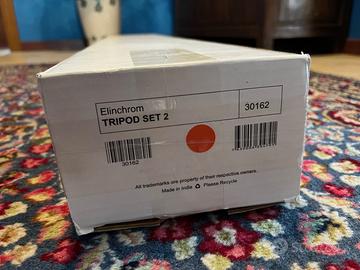 Elinchrom
TRIPOD SET 2
30162
30162
All trademarks are property of their respective owners.
Made in India ♻ Please Recycle